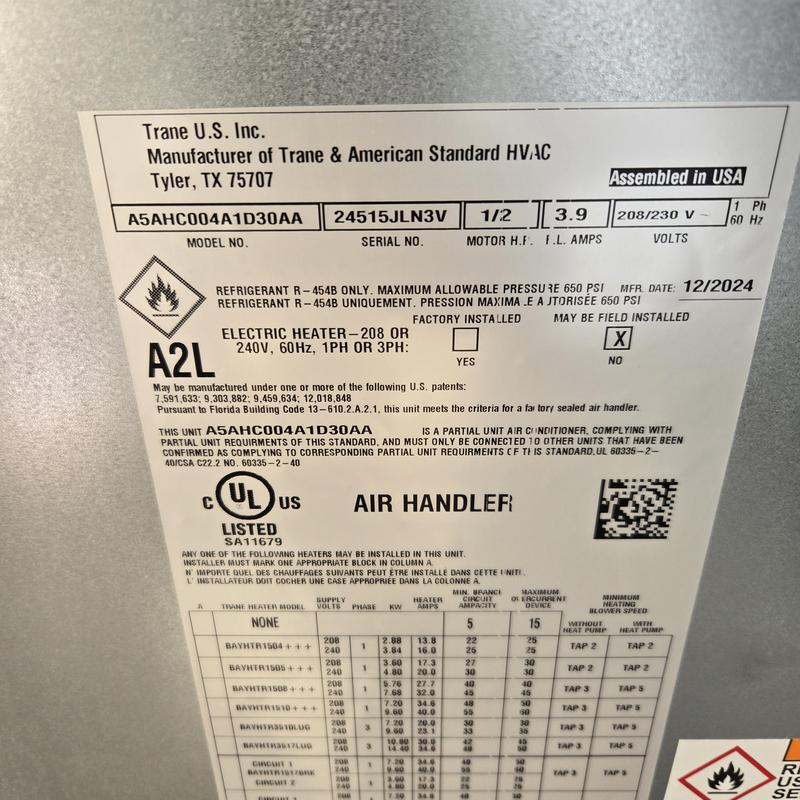 Trane U.S. Inc.
Manufacturer of Trane & American Standard HVAC
Tyler, TX 75707
Assembled in USA
A5AHC004A1D30AA 24515JLN3V 1/2 3.9 208/230 V ~ 1 Ph 60 Hz
MODEL NO. SERIAL NO. MOTOR H.P. F.L. AMPS VOLTS
REFRIGERANT R-454B ONLY. MAXIMUM ALLOWABLE PRESSURE 650 PSI MFR. DATE: 12/2024
REFRIGERANT R-454B UNIQUEMENT. PRESSION MAXIMALE AUTORISÉE 650 PSI
FACTORY INSTALLED MAY BE FIELD INSTALLED
ELECTRIC HEATER-208 OR
240V, 60Hz, 1PH OR 3PH:
X
YES NO
A2L
May be manufactured under one or more of the following U.S. patents:
7,591,633; 9,303,882; 9,459,634; 12,018,848
Pursuant to Florida Building Code 13-610.2.A.2.1, this unit meets the criteria for a factory sealed air handler.
THIS UNIT A5AHC004A1D30AA IS A PARTIAL UNIT AIR CONDITIONER, COMPLYING WITH
PARTIAL UNIT REQUIRMENTS OF THIS STANDARD, AND MUST ONLY BE CONNECTED TO OTHER UNITS THAT HAVE BEEN
CONFIRMED AS COMPLYING TO CORRESPONDING PARTIAL UNIT REQUIRMENTS OF THIS STANDARD.UL 60335-2-
40/CSA C22.2 NO. 60335-2-40
C UL US
LISTED
SA11679
AIR HANDLER
ANY ONE OF THE FOLLOWING HEATERS MAY BE INSTALLED IN THIS UNIT.
INSTALLER MUST MARK ONE APPROPRIATE BLOCK IN COLUMN A.
N' IMPORTE QUEL DES CHAUFFAGES SUIVANTS PEUT ÊTRE INSTALLÉ DANS CETTE UNITÉ.
L' INSTALLATEUR DOIT COCHER UNE CASE APPROPRIÉE DANS LA COLONNE A.
A TRANE HEATER MODEL SUPPLY VOLTS PHASE KW HEATER AMPS MIN. BRANCH CIRCUIT AMPACITY MAXIMUM OVERCURRENT DEVICE MINIMUM HEATING BLOWER SPEED
WITHOUT HEAT PUMP WITH HEAT PUMP
NONE 5 15
BAYHTR1504+++ 208 1 2.88 13.8 22 25 TAP 2 TAP 2
240 3.84 16.0 25 25
BAYHTR1505+++ 208 1 3.60 17.3 27 30 TAP 2 TAP 2
240 4.80 20.0 30 30
BAYHTR1508+++ 208 1 5.76 27.7 40 40 TAP 3 TAP 5
240 7.68 32.0 45 45
BAYHTR1510+++ 208 1 7.20 34.6 48 50 TAP 3 TAP 5
240 9.60 40.0 55 60
BAYHTR3510LUG 208 3 7.20 20.0 30 30 TAP 3 TAP 5
240 9.60 23.1 33 35
BAYHTR3517LUG 208 3 10.80 30.0 42 45 TAP 3 TAP 5
240 14.40 34.6 48 50
CIRCUIT 1 208 1 7.20 34.6 48 50 TAP 3 TAP 5
BAYHTR1517BRK 240 9.60 40.0 55 60
CIRCUIT 2 208 1 3.60 17.3 22 25
240 4.80 20.0 25 25
CIRCUIT 1 208 7.20 34.6 48 50